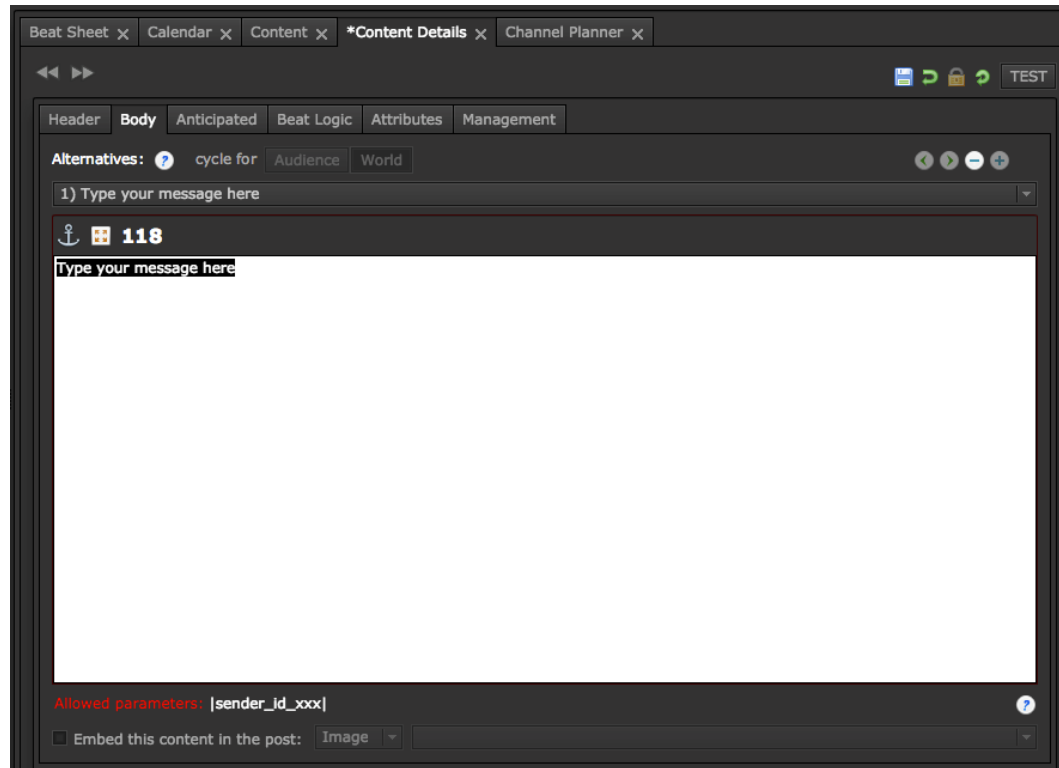 Beat Sheet Calendar Content *Content Details Channel Planner
TEST
Header Body Anticipated Beat Logic Attributes Management
Alternatives: ? cycle for Audience World
1) Type your message here
118
Type your message here
Allowed parameters: |sender_id_xxx| ?
Embed this content in the post: Image